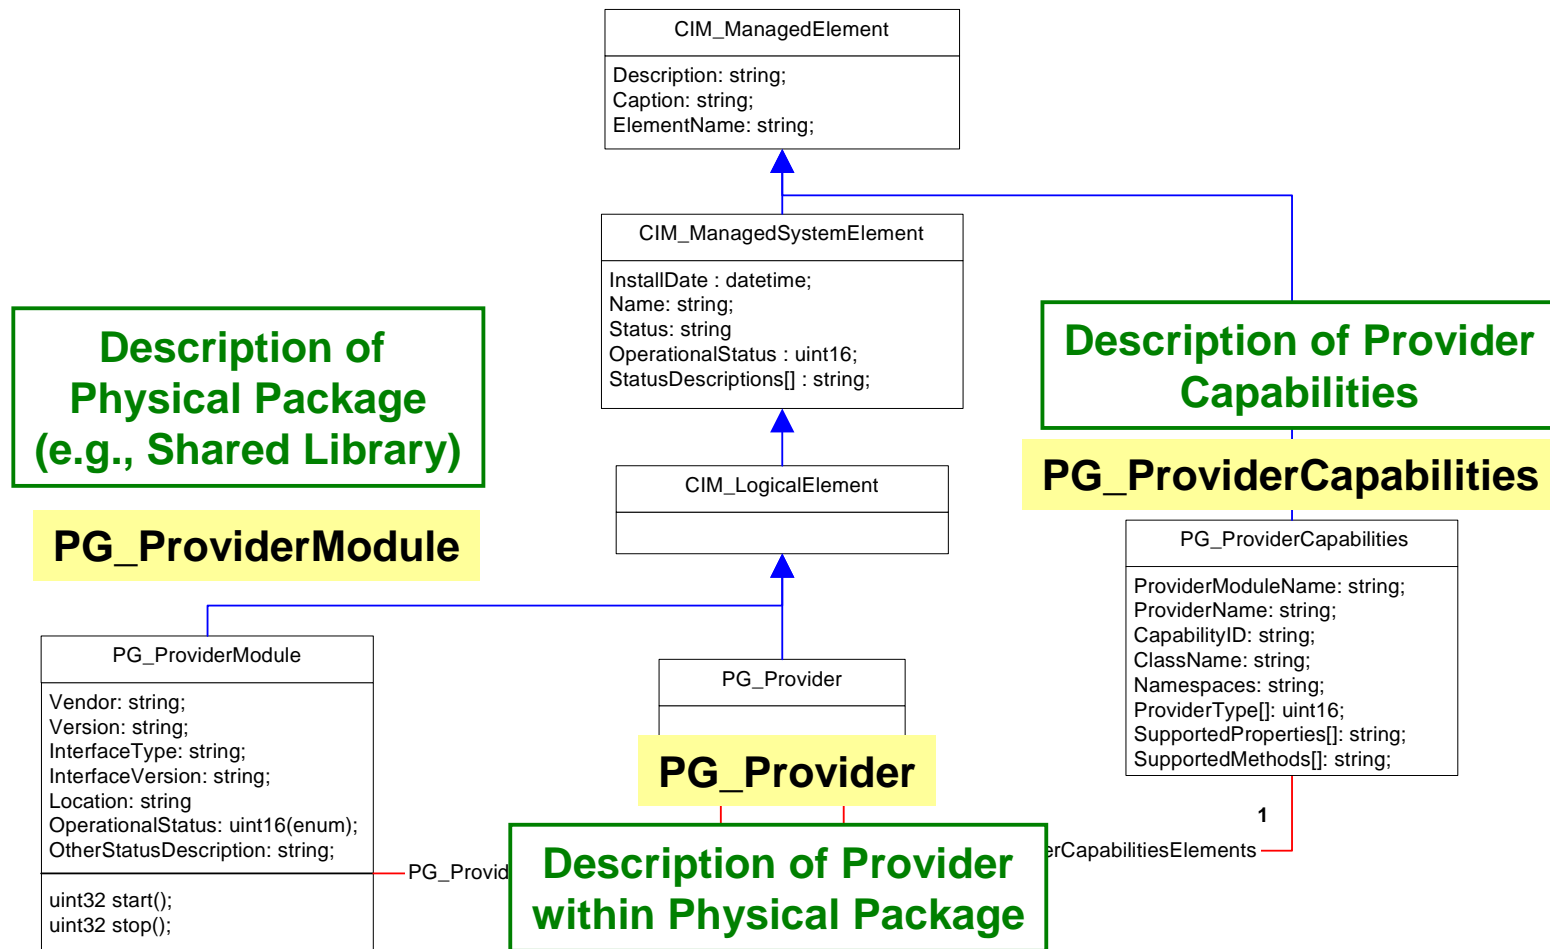 CIM_ManagedElement
Description: string;
Caption: string;
ElementName: string;
CIM_ManagedSystemElement
InstallDate : datetime;
Name: string;
Status: string
OperationalStatus : uint16;
StatusDescriptions[] : string;
Description of
Physical Package
(e.g., Shared Library)
Description of Provider
Capabilities
PG_ProviderCapabilities
CIM_LogicalElement
PG_ProviderModule
PG_ProviderCapabilities
ProviderModuleName: string;
ProviderName: string;
CapabilityID: string;
ClassName: string;
Namespaces: string;
ProviderType[]: uint16;
SupportedProperties[]: string;
SupportedMethods[]: string;
PG_ProviderModule
Vendor: string;
Version: string;
InterfaceType: string;
InterfaceVersion: string;
Location: string
OperationalStatus: uint16(enum);
OtherStatusDescription: string;
uint32 start();
uint32 stop();
PG_Provider
PG_Provider
1
PG_Provid
erCapabilitiesElements
Description of Provider
within Physical Package